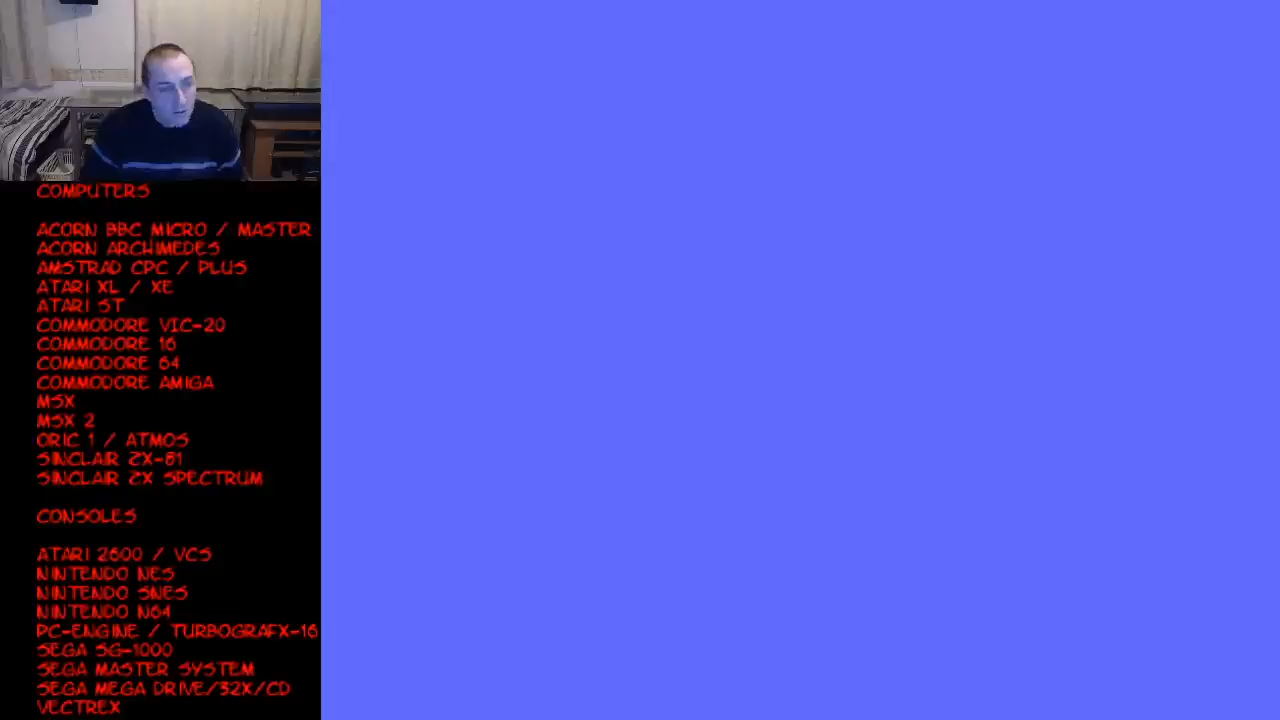 COMPUTERS
ACORN BBC MICRO / MASTER
ACORN ARCHIMEDES
AMSTRAD CPC / PLUS
ATARI XL / XE
ATARI ST
COMMODORE VIC-20
COMMODORE 16
COMMODORE 64
COMMODORE AMIGA
MSX
MSX 2
ORIC 1 / ATMOS
SINCLAIR ZX-81
SINCLAIR ZX SPECTRUM
CONSOLES
ATARI 2600 / VCS
NINTENDO NES
NINTENDO SNES
NINTENDO N64
PC-ENGINE / TURBOGRAFX-16
SEGA SG-1000
SEGA MASTER SYSTEM
SEGA MEGA DRIVE/32X/CD
VECTREX